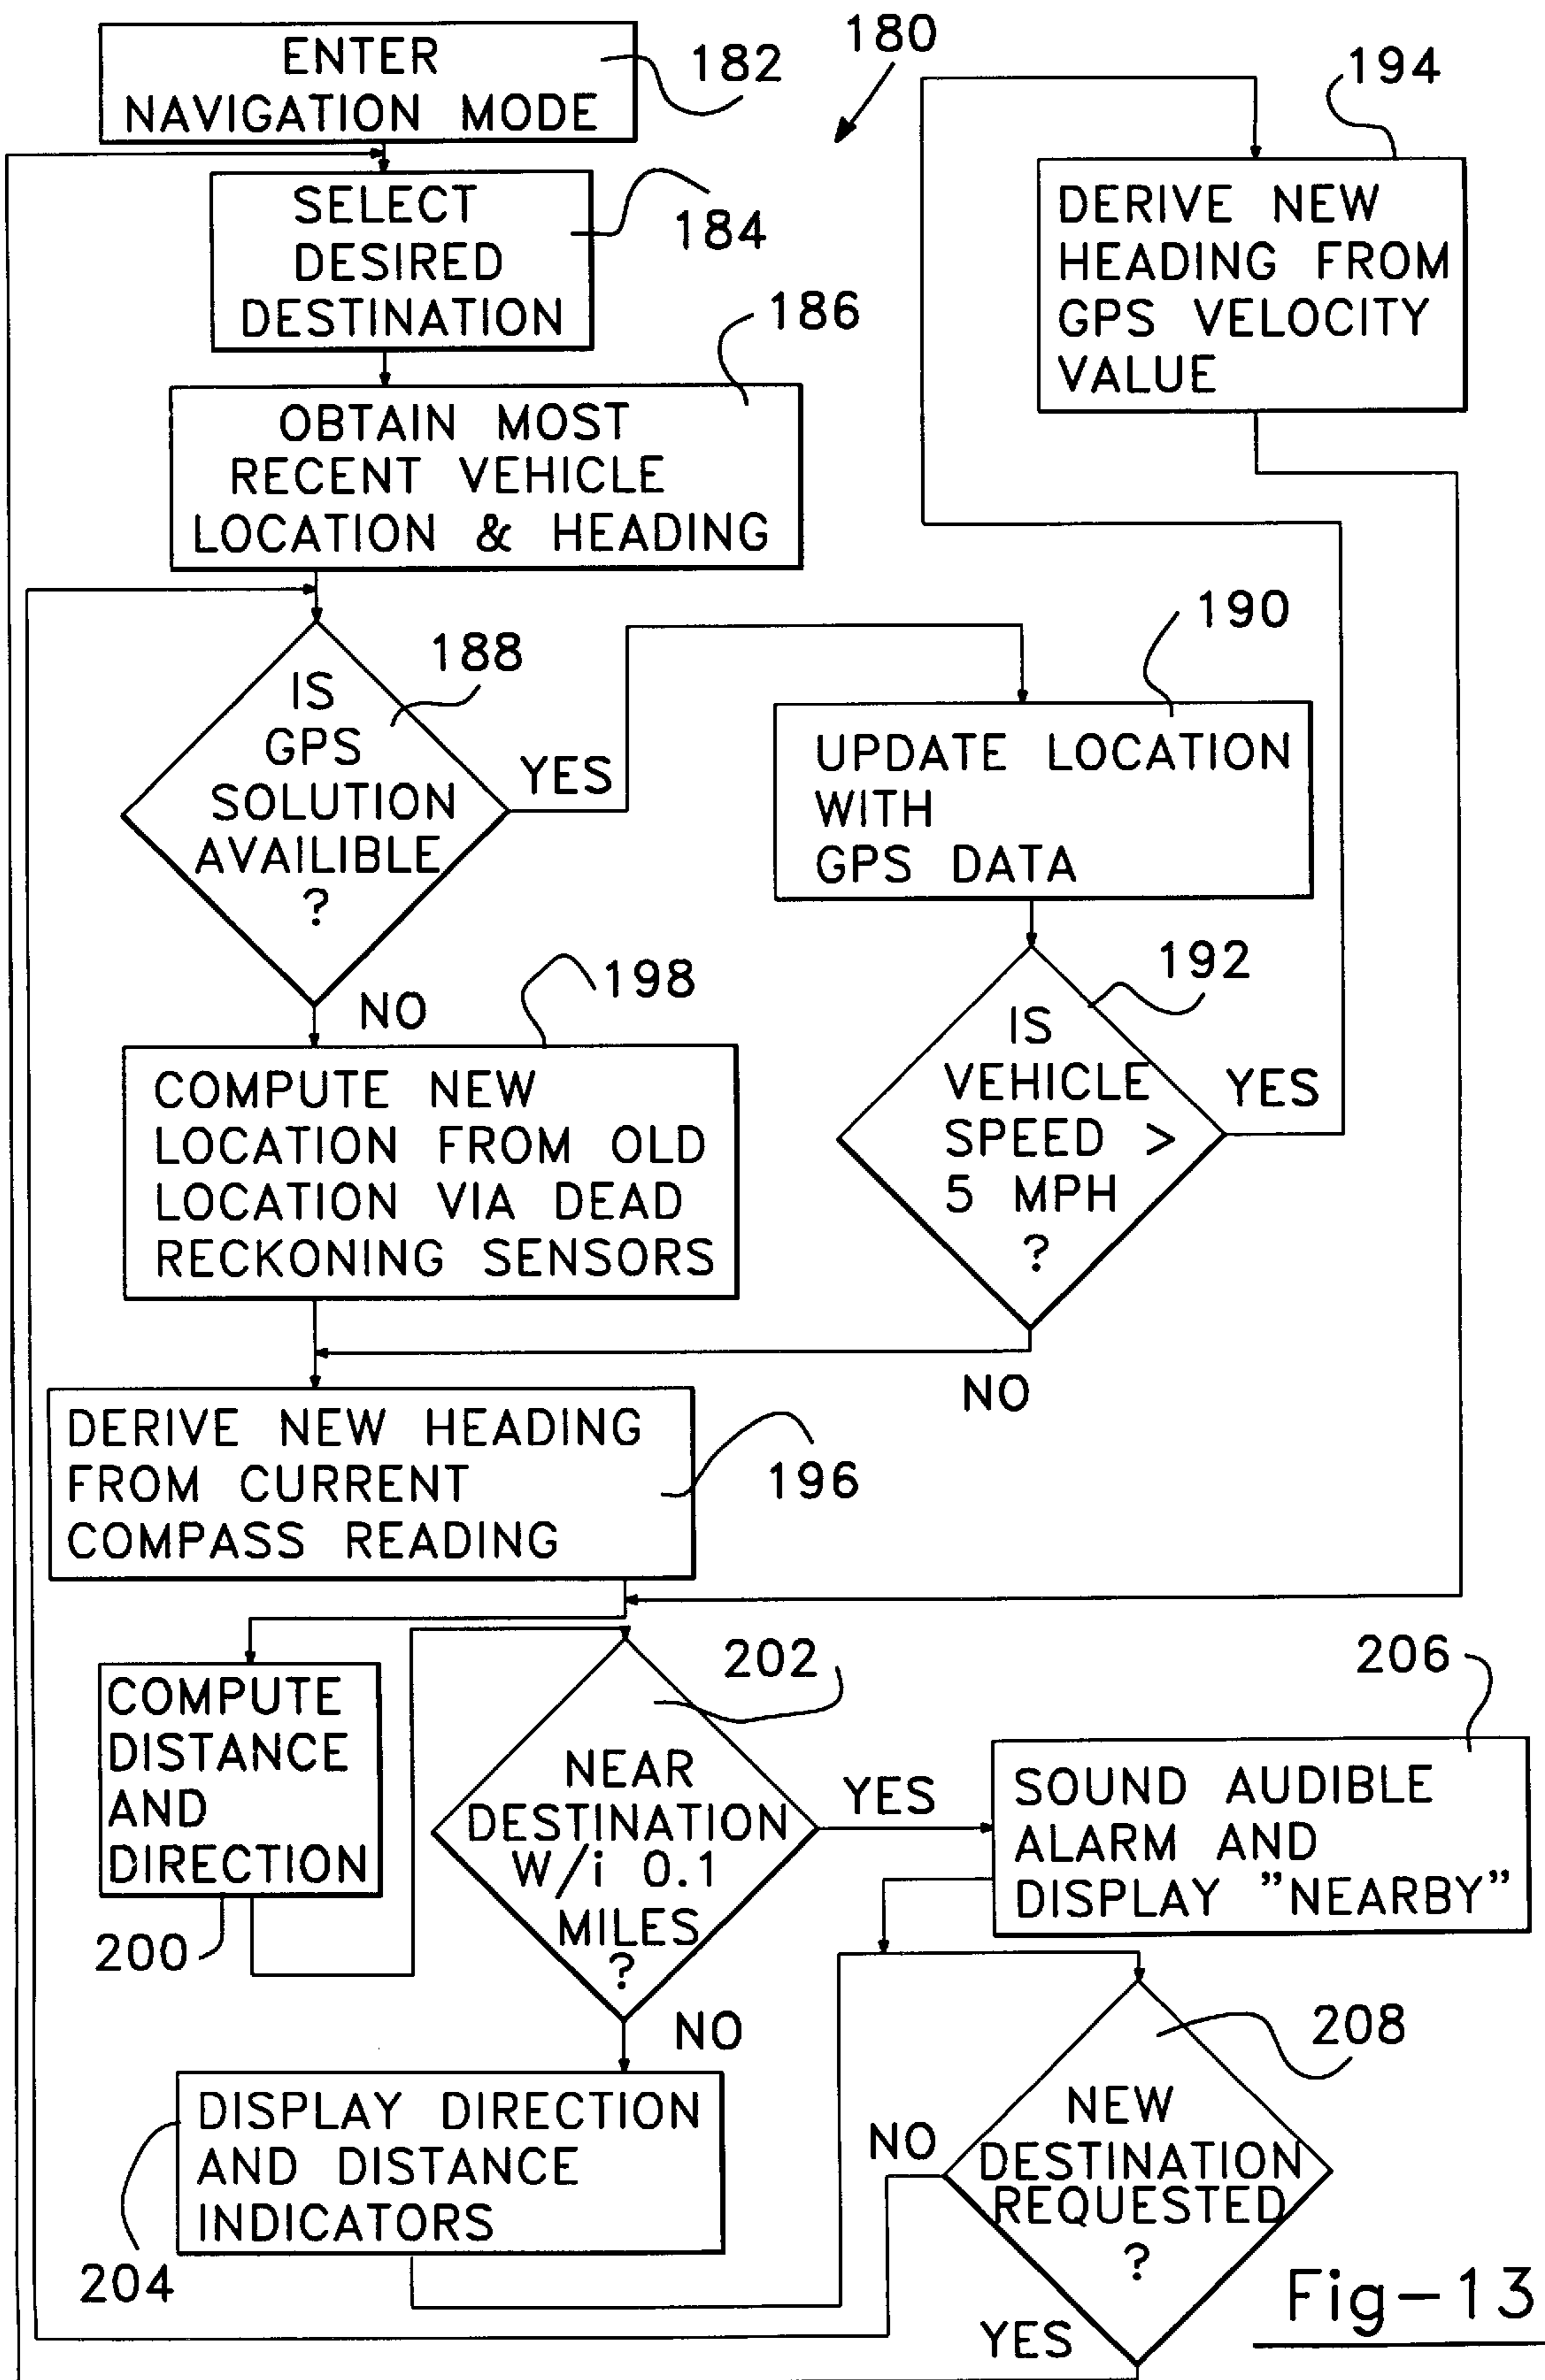 180
ENTER
NAVIGATION MODE
182
SELECT
DESIRED
DESTINATION
184
OBTAIN MOST
RECENT VEHICLE
LOCATION & HEADING
186
IS
GPS
SOLUTION
AVAILIBLE
?
188
YES
NO
UPDATE LOCATION
WITH
GPS DATA
190
IS
VEHICLE
SPEED >
5 MPH
?
192
YES
NO
DERIVE NEW
HEADING FROM
GPS VELOCITY
VALUE
194
COMPUTE NEW
LOCATION FROM OLD
LOCATION VIA DEAD
RECKONING SENSORS
198
DERIVE NEW HEADING
FROM CURRENT
COMPASS READING
196
COMPUTE
DISTANCE
AND
DIRECTION
200
NEAR
DESTINATION
W/i 0.1
MILES
?
202
YES
NO
SOUND AUDIBLE
ALARM AND
DISPLAY "NEARBY"
206
DISPLAY DIRECTION
AND DISTANCE
INDICATORS
204
NEW
DESTINATION
REQUESTED
?
208
NO
YES
Fig-13